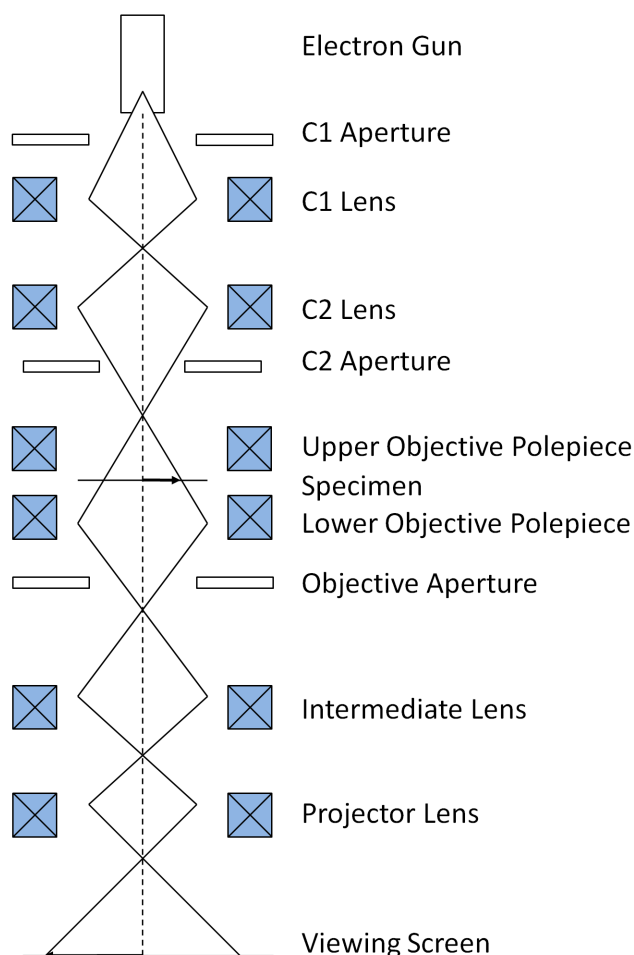 Electron Gun
C1 Aperture
C1 Lens
C2 Lens
C2 Aperture
Upper Objective Polepiece
Specimen
Lower Objective Polepiece
Objective Aperture
Intermediate Lens
Projector Lens
Viewing Screen